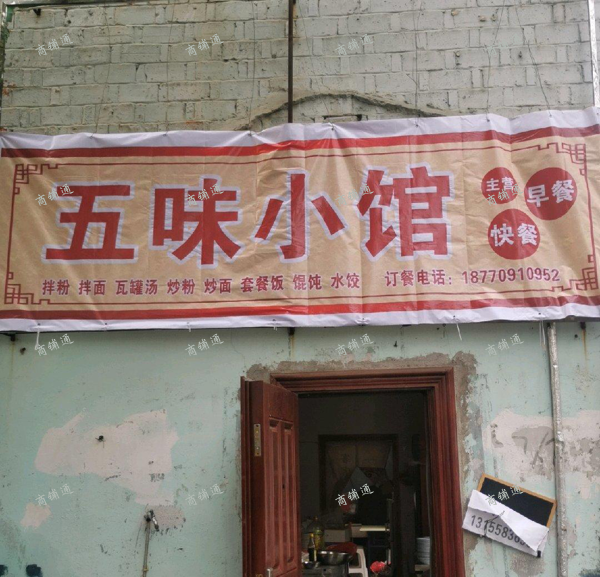 五味小馆
主营
早餐
快餐
拌粉 拌面 瓦罐汤 炒粉 炒面 套餐饭 馄饨 水饺 订餐电话：18770910952
商铺通